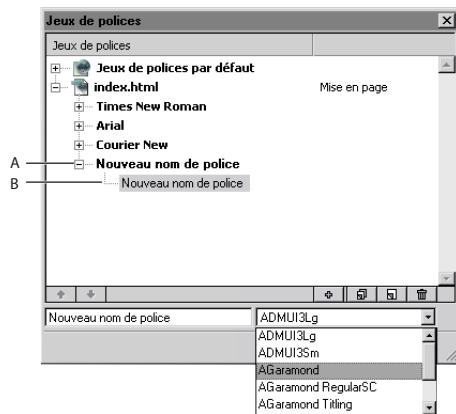 Jeux de polices
Jeux de polices
Jeux de polices par défaut
index.html Mise en page
Times New Roman
Arial
Courier New
A Nouveau nom de police
B Nouveau nom de police
Nouveau nom de police ADMUI3Lg
ADMUI3Lg
ADMUI3Sm
AGaramond
AGaramond RegularSC
AGaramond Titling